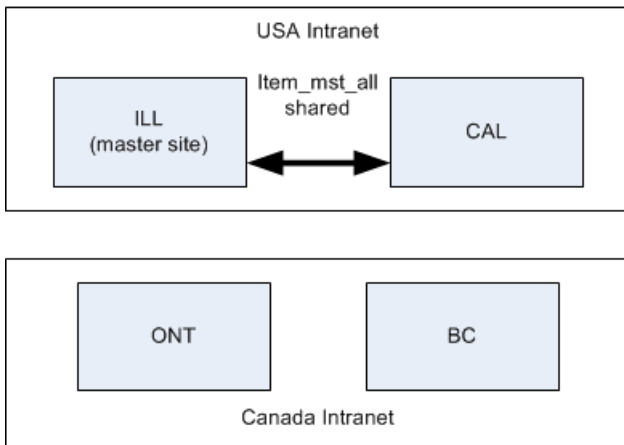 USA Intranet
Item_mst_all
shared
ILL
(master site)
CAL
ONT
BC
Canada Intranet